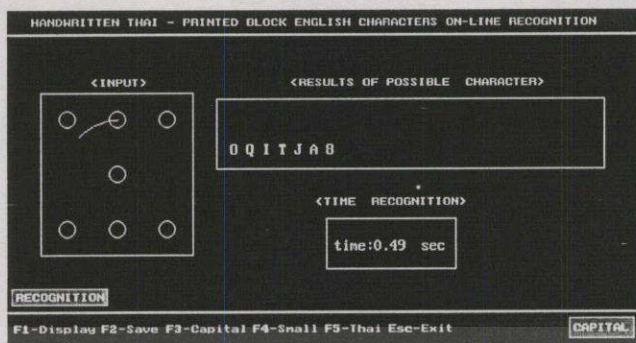 HANDWRITTEN THAI - PRINTED BLOCK ENGLISH CHARACTERS ON-LINE RECOGNITION
<INPUT>
<RESULTS OF POSSIBLE CHARACTER>
O Q I T J A 8
<TIME RECOGNITION>
time:0.49 sec
RECOGNITION
F1-Display F2-Save F3-Capital F4-Small F5-Thai Esc-Exit
CAPITAL